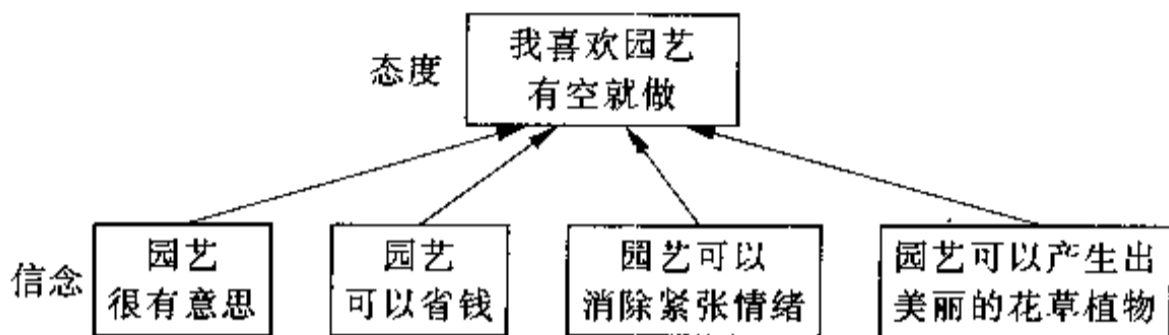 态度
我喜欢园艺
有空就做
信念
园艺
很有意思
园艺
可以省钱
园艺可以
消除紧张情绪
园艺可以产生出
美丽的花草植物